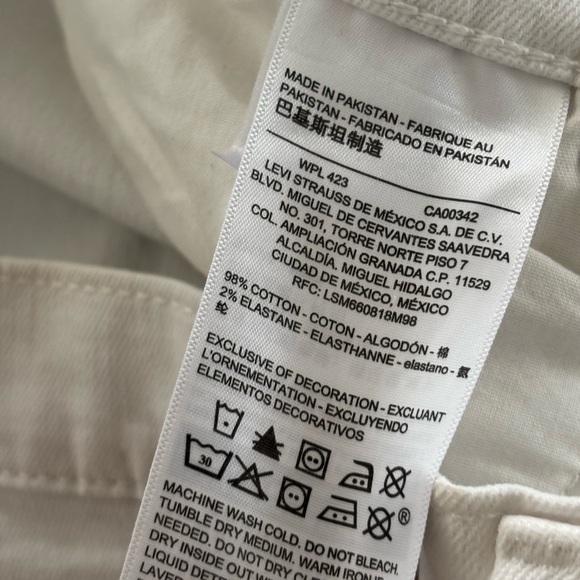 MADE IN PAKISTAN - FABRIQUE AU
PAKISTAN - FABRICADO EN PAKISTÁN
巴基斯坦制造
WPL 423 CA00342
LEVI STRAUSS DE MÉXICO S.A. DE C.V.
BLVD. MIGUEL DE CERVANTES SAAVEDRA
NO. 301, TORRE NORTE PISO 7
COL. AMPLIACIÓN GRANADA C.P. 11529
ALCALDÍA. MIGUEL HIDALGO
CIUDAD DE MÉXICO, MÉXICO
RFC: LSM660818M98
98% COTTON - COTON - ALGODÓN - 棉
2% ELASTANE - ELASTHANNE - elastano - 氨
纶
EXCLUSIVE OF DECORATION - EXCLUANT
L'ORNEMENTATION - EXCLUYENDO
ELEMENTOS DECORATIVOS
30
®
MACHINE WASH COLD. DO NOT BLEACH.
TUMBLE DRY MEDIUM. WARM IRON IF
NEEDED. DO NOT DRY CLEAN
DRY INSIDE OUT
LIQUID